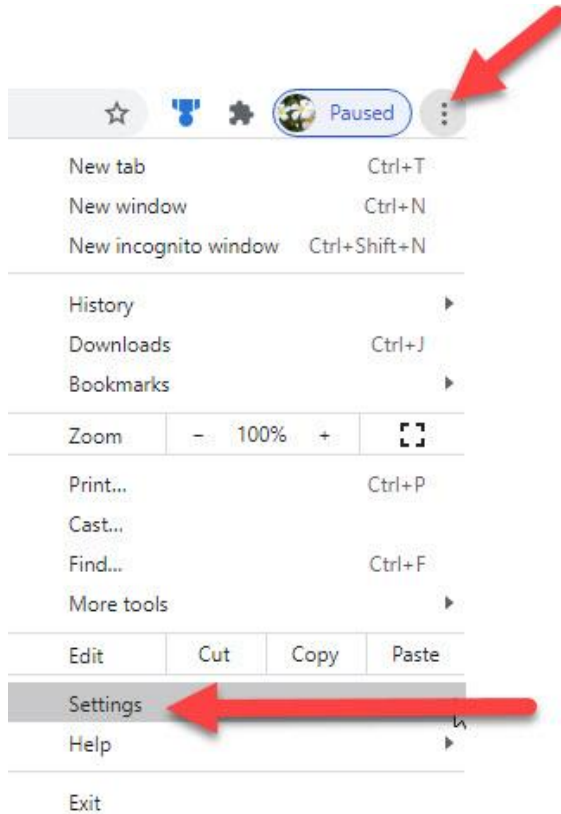 Paused
New tab Ctrl+T
New window Ctrl+N
New incognito window Ctrl+Shift+N
History
Downloads Ctrl+J
Bookmarks
Zoom - 100% +
Print... Ctrl+P
Cast...
Find... Ctrl+F
More tools
Edit Cut Copy Paste
Settings
Help
Exit